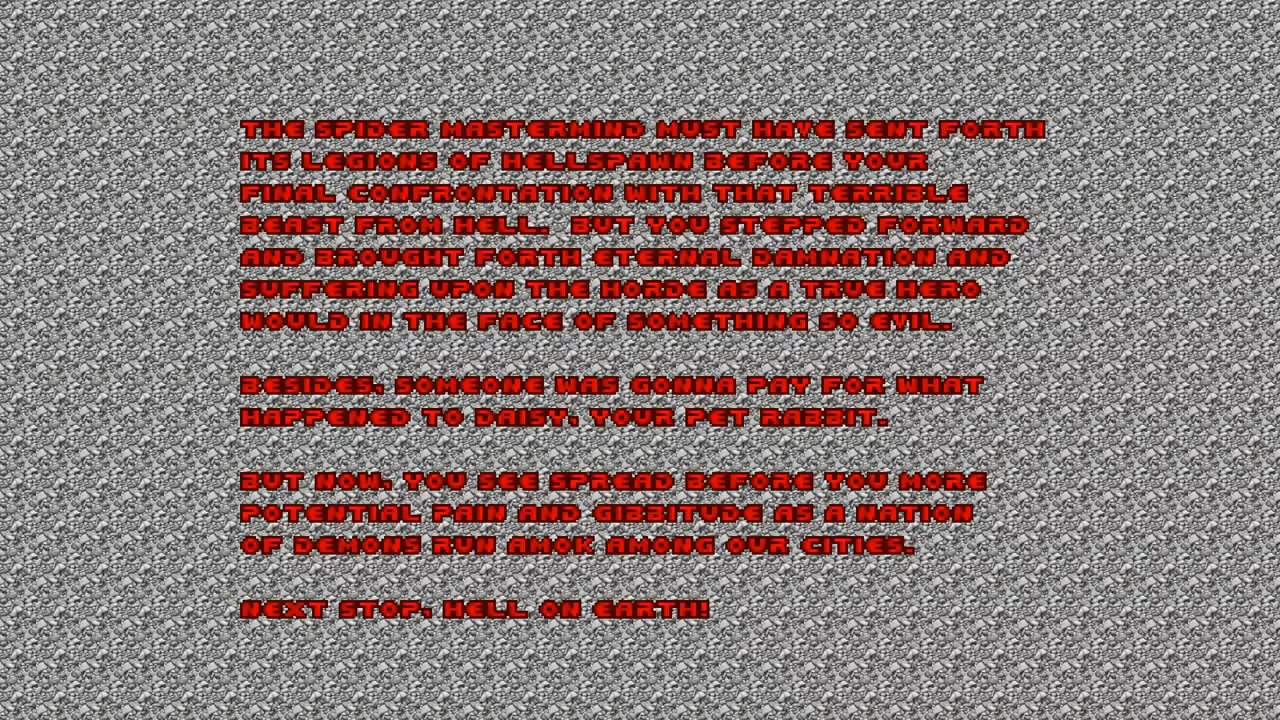 THE SPIDER MASTERMIND MUST HAVE SENT FORTH
ITS LEGIONS OF HELLSPAWN BEFORE YOUR
FINAL CONFRONTATION WITH THAT TERRIBLE
BEAST FROM HELL.  BUT YOU STEPPED FORWARD
AND BROUGHT FORTH ETERNAL DAMNATION AND
SUFFERING UPON THE HORDE AS A TRUE HERO
WOULD IN THE FACE OF SOMETHING SO EVIL.
BESIDES, SOMEONE WAS GONNA PAY FOR WHAT
HAPPENED TO DAISY, YOUR PET RABBIT.
BUT NOW, YOU SEE SPREAD BEFORE YOU MORE
POTENTIAL PAIN AND GIBBITUDE AS A NATION
OF DEMONS RUN AMOK AMONG OUR CITIES.
NEXT STOP, HELL ON EARTH!